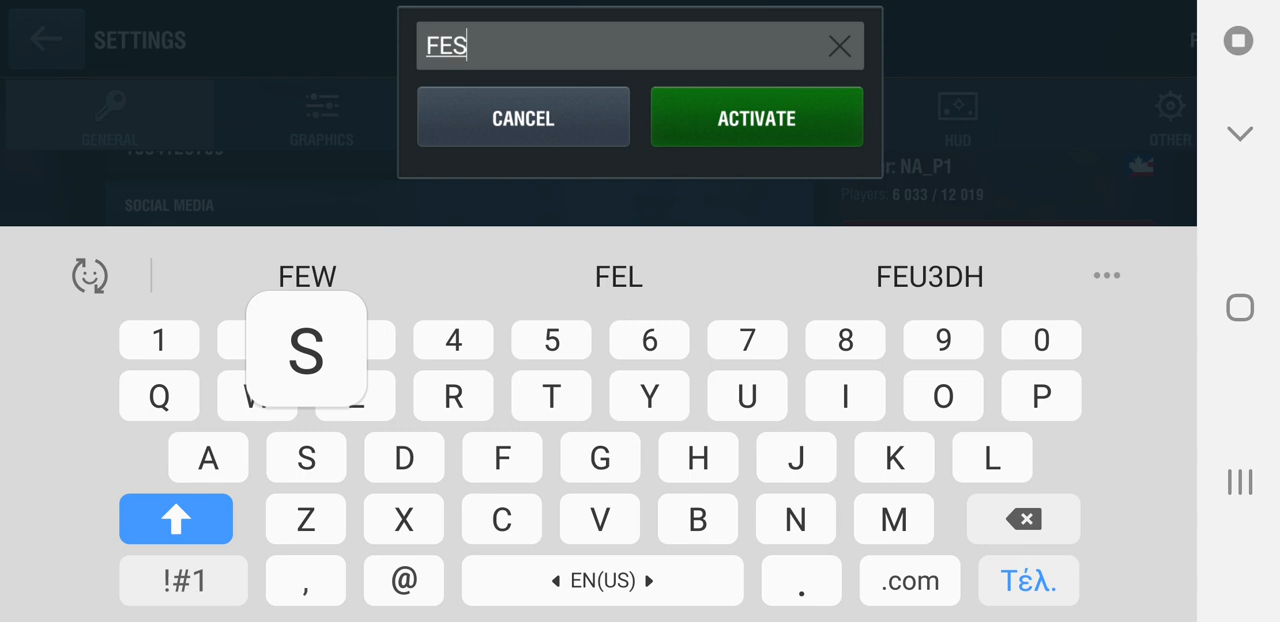 FES
SETTINGS
CANCEL
ACTIVATE
GENERAL
GRAPHICS
HUD
OTHER
r: NA_P1
Players: 6 033 / 12 019
SOCIAL MEDIA
FEW FEL FEU3DH
S
1 4 5 6 7 8 9 0
Q R T Y U I O P
A S D F G H J K L
Z X C V B N M
!#1 , @ EN(US) . .com Τέλ.